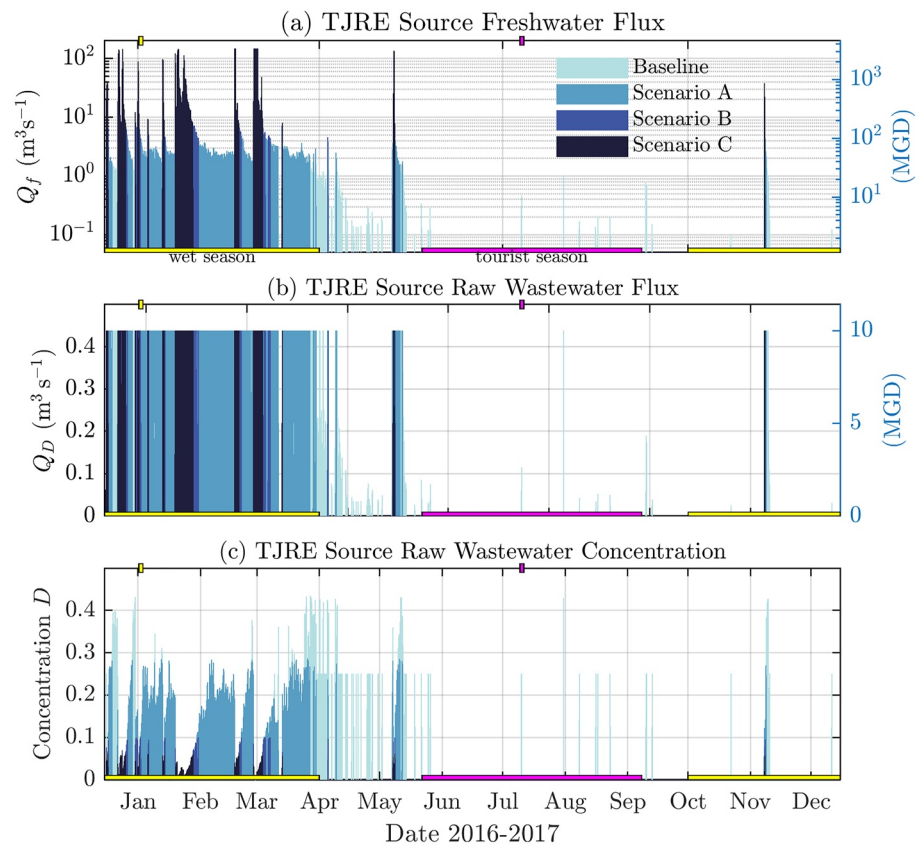 (a) TJRE Source Freshwater Flux
10² 10¹ 10⁰ 10⁻¹
Q_f (m³s⁻¹)
Baseline
Scenario A
Scenario B
Scenario C
10³ 10² 10¹
(MGD)
wet season tourist season
(b) TJRE Source Raw Wastewater Flux
0.4 0.3 0.2 0.1 0
Q_D (m³s⁻¹)
10 5 0
(MGD)
(c) TJRE Source Raw Wastewater Concentration
0.4 0.3 0.2 0.1 0
Concentration D
Jan Feb Mar Apr May Jun Jul Aug Sep Oct Nov Dec
Date 2016-2017